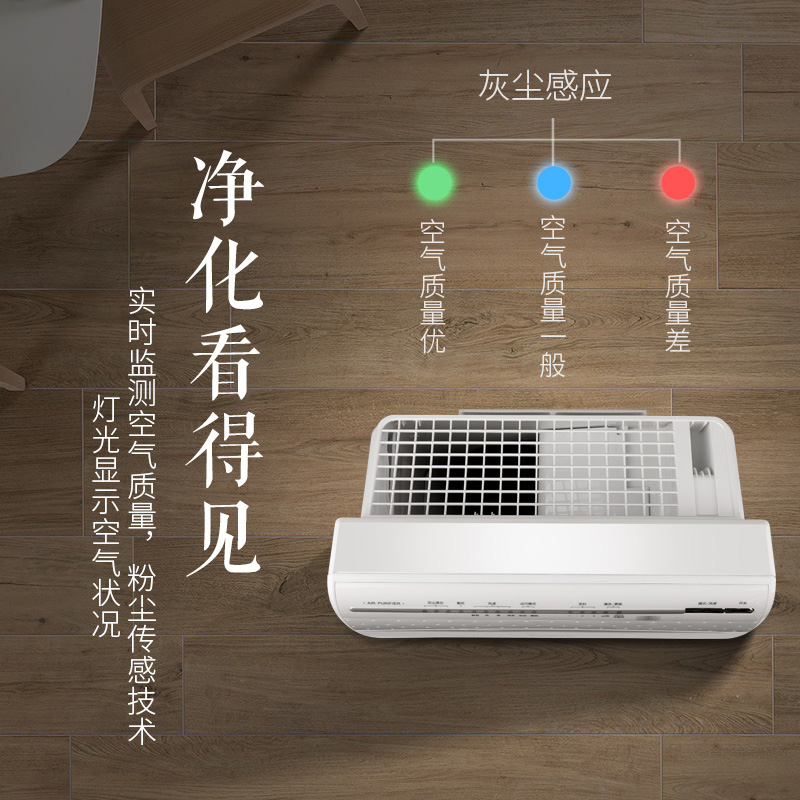 灰尘感应
空气质量优
空气质量一般
空气质量差
净化看得见
实时监测空气质量，粉尘传感技术
灯光显示空气状况
AIR PURIFIER